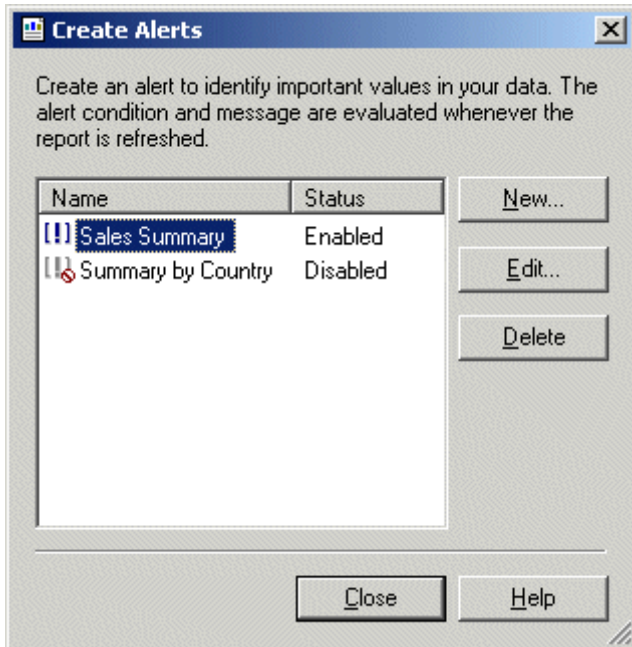 Create Alerts
Create an alert to identify important values in your data. The
alert condition and message are evaluated whenever the
report is refreshed.
Name Status
Sales Summary Enabled
Summary by Country Disabled
New...
Edit...
Delete
Close Help